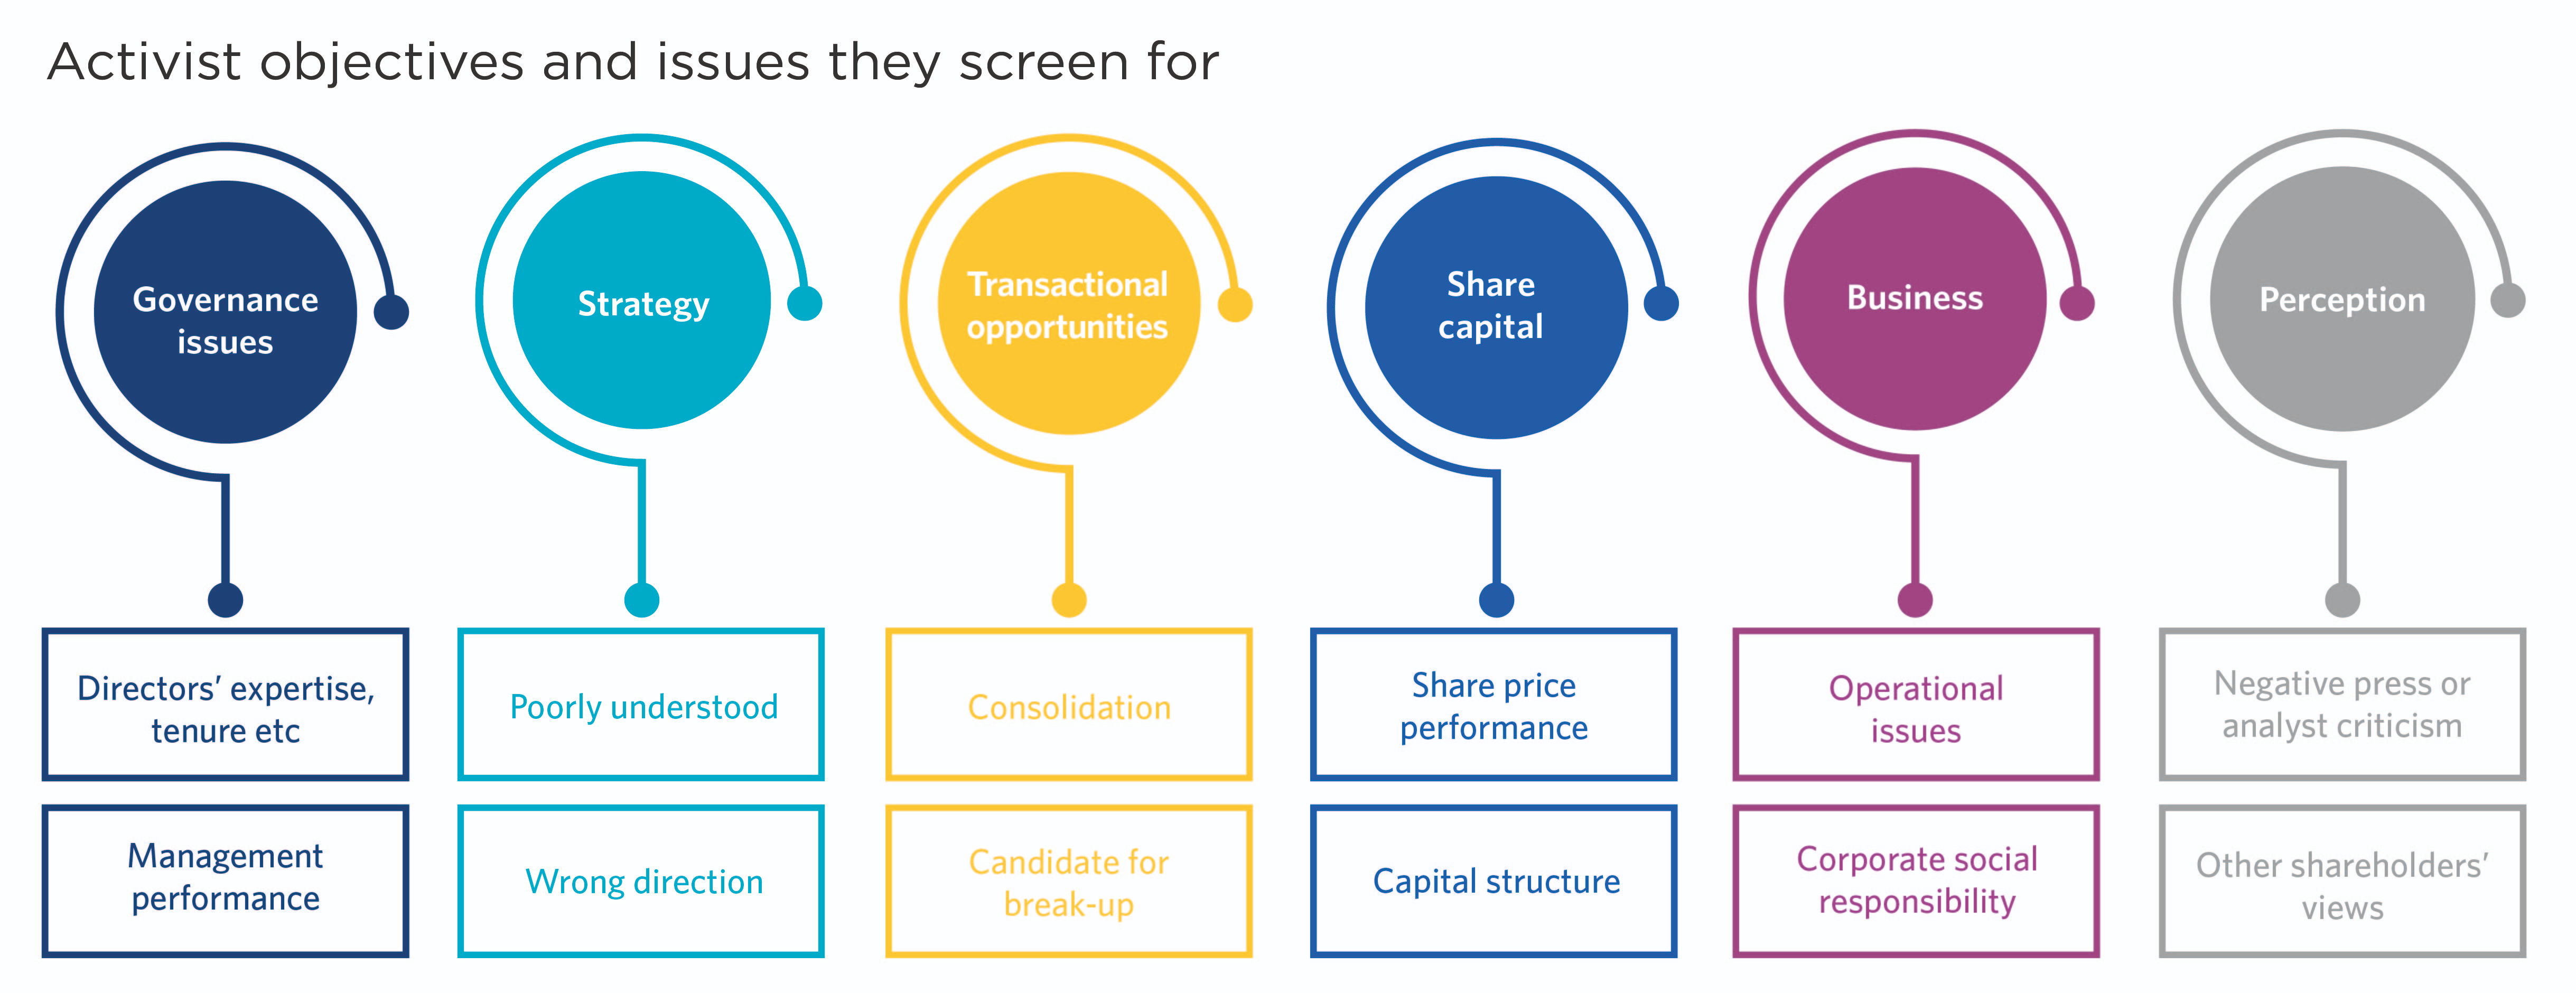 Activist objectives and issues they screen for
Governance
issues
Strategy
Transactional
opportunities
Share
capital
Business
Perception
Directors’ expertise,
tenure etc
Poorly understood
Consolidation
Share price
performance
Operational
issues
Negative press or
analyst criticism
Management
performance
Wrong direction
Candidate for
break-up
Capital structure
Corporate social
responsibility
Other shareholders’
views